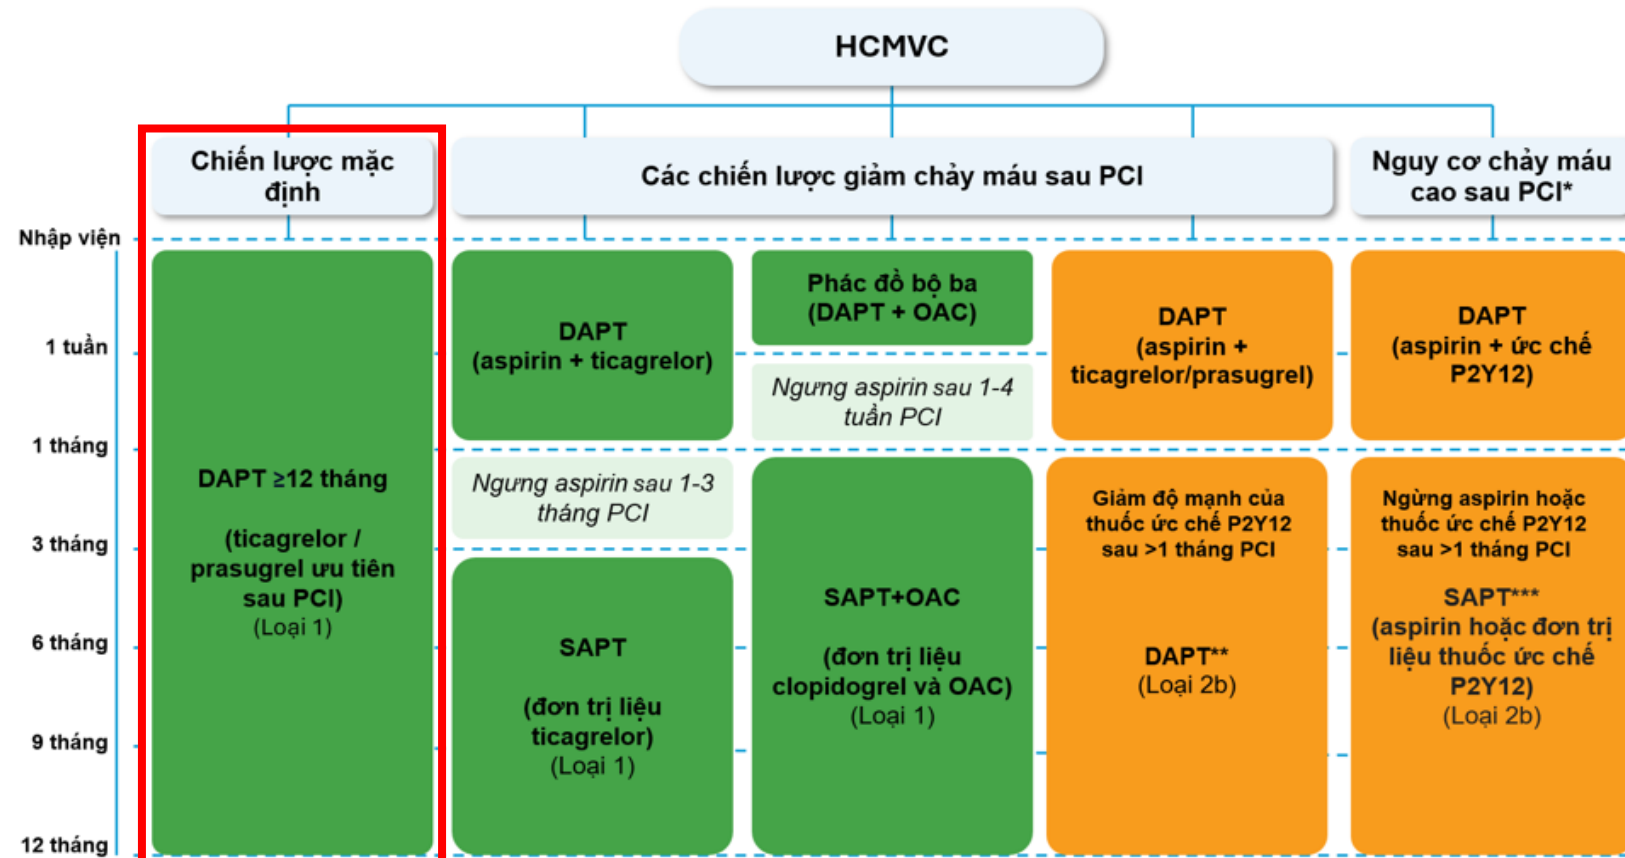 HCMVC
Chiến lược mặc
định
Các chiến lược giảm chảy máu sau PCI
Nguy cơ chảy máu
cao sau PCI*
Nhập viện
1 tuần
1 tháng
3 tháng
6 tháng
9 tháng
12 tháng
DAPT ≥12 tháng
(ticagrelor /
prasugrel ưu tiên
sau PCI)
(Loại 1)
DAPT
(aspirin + ticagrelor)
Ngưng aspirin sau 1-3
tháng PCI
SAPT
(đơn trị liệu
ticagrelor)
(Loại 1)
Phác đồ bộ ba
(DAPT + OAC)
Ngưng aspirin sau 1-4
tuần PCI
SAPT+OAC
(đơn trị liệu
clopidogrel và OAC)
(Loại 1)
DAPT
(aspirin +
ticagrelor/prasugrel)
Giảm độ mạnh của
thuốc ức chế P2Y12
sau >1 tháng PCI
DAPT**
(Loại 2b)
DAPT
(aspirin + ức chế
P2Y12)
Ngừng aspirin hoặc
thuốc ức chế P2Y12
sau >1 tháng PCI
SAPT***
(aspirin hoặc đơn trị
liệu thuốc ức chế
P2Y12)
(Loại 2b)